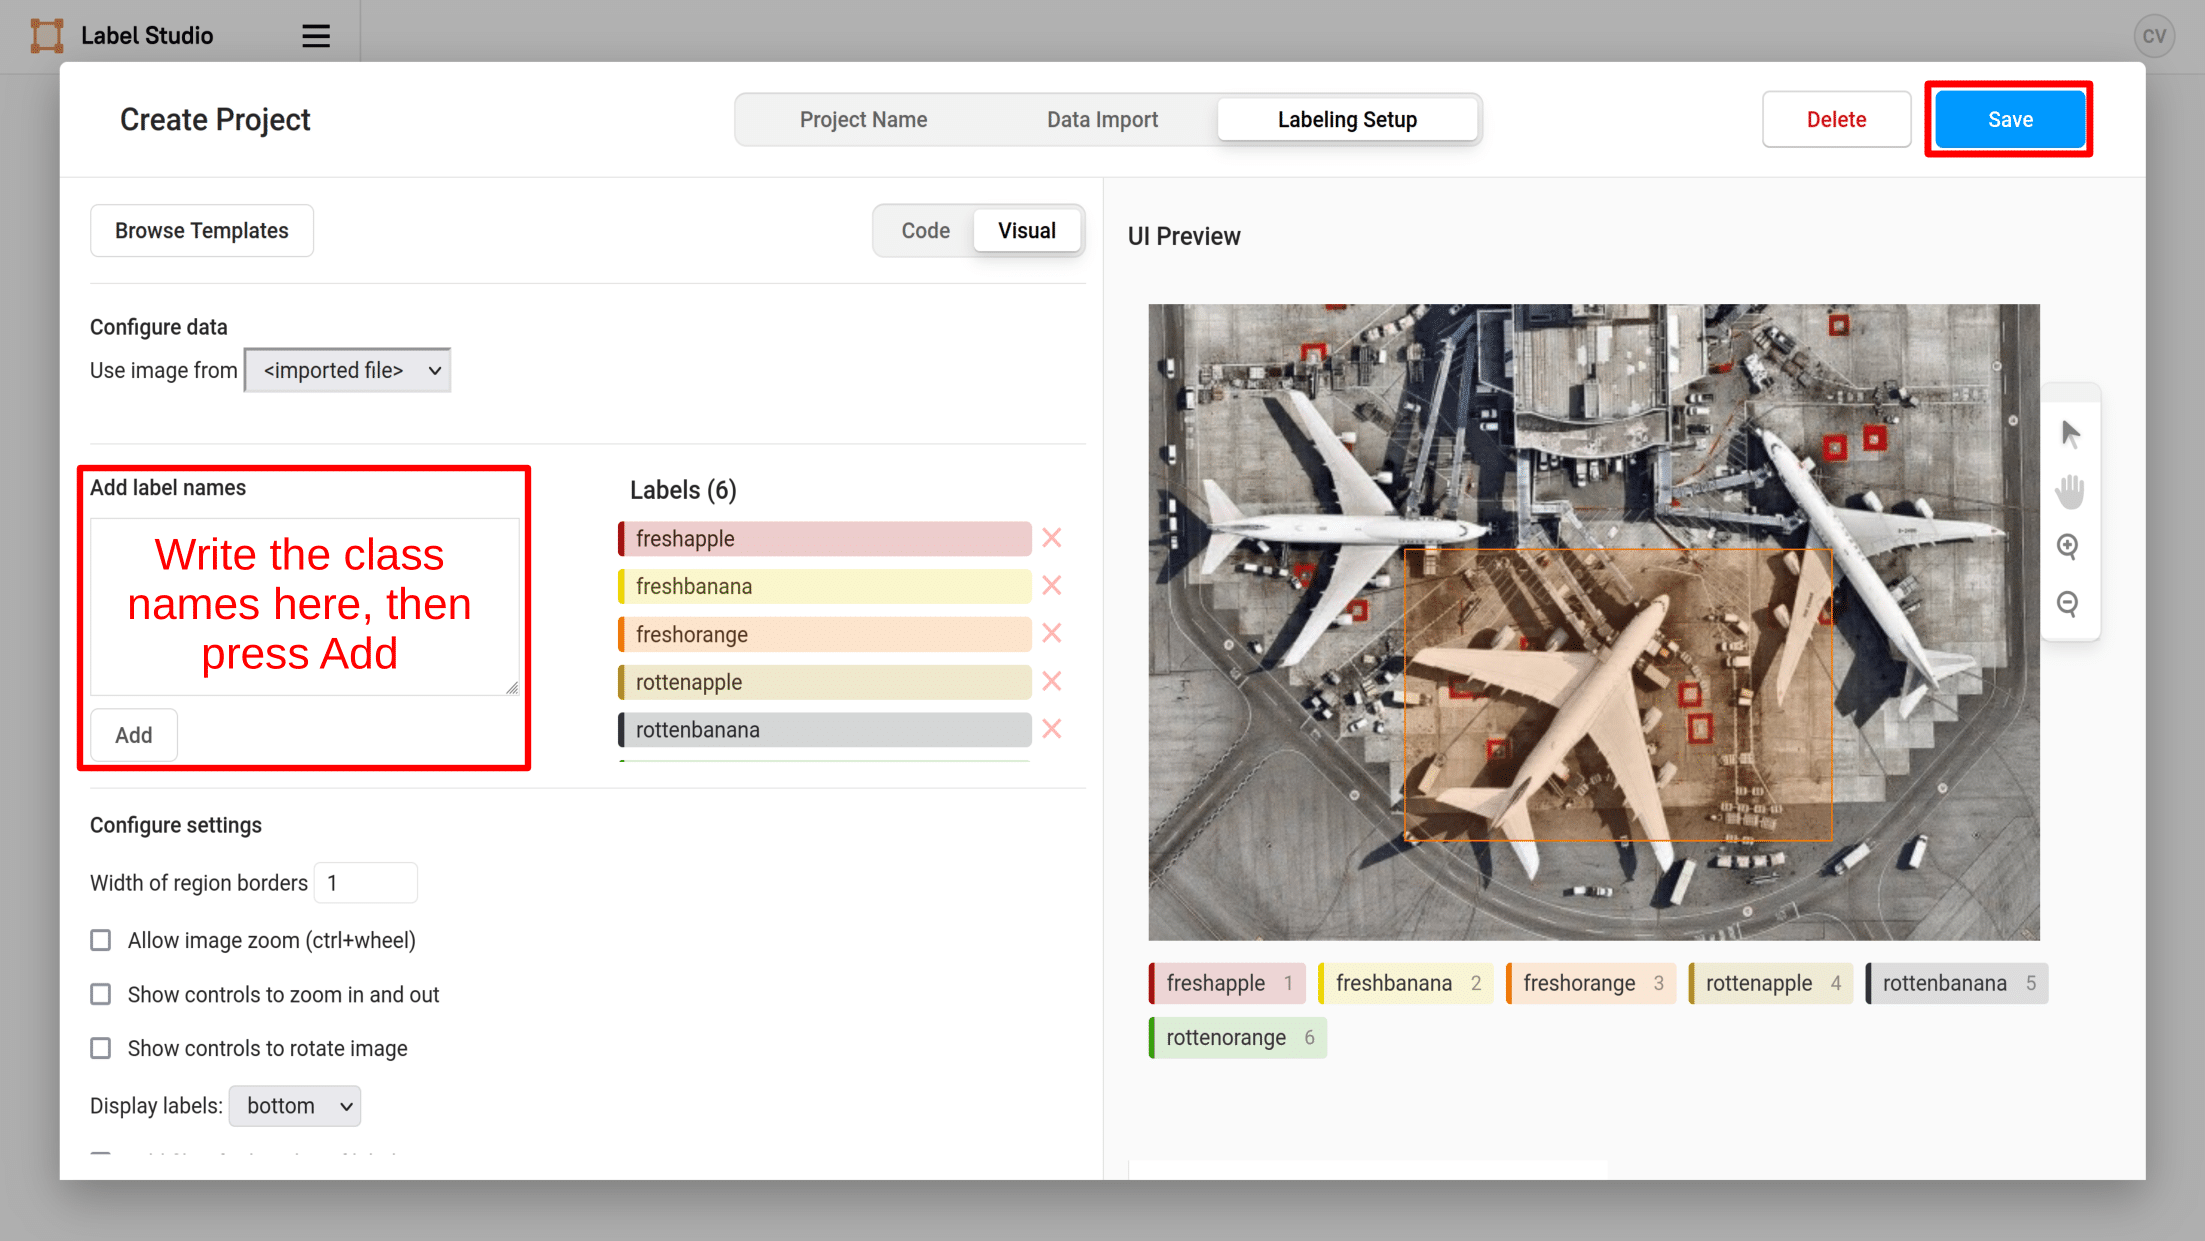 Label Studio
CV
Create Project
Project Name
Data Import
Labeling Setup
Delete
Save
Browse Templates
Code
Visual
UI Preview
Configure data
Use image from <imported file>
Add label names
Write the class
names here, then
press Add
Add
Labels (6)
freshapple
freshbanana
freshorange
rottenapple
rottenbanana
Configure settings
Width of region borders 1
Allow image zoom (ctrl+wheel)
Show controls to zoom in and out
Show controls to rotate image
Display labels: bottom
freshapple 1
freshbanana 2
freshorange 3
rottenapple 4
rottenbanana 5
rottenorange 6